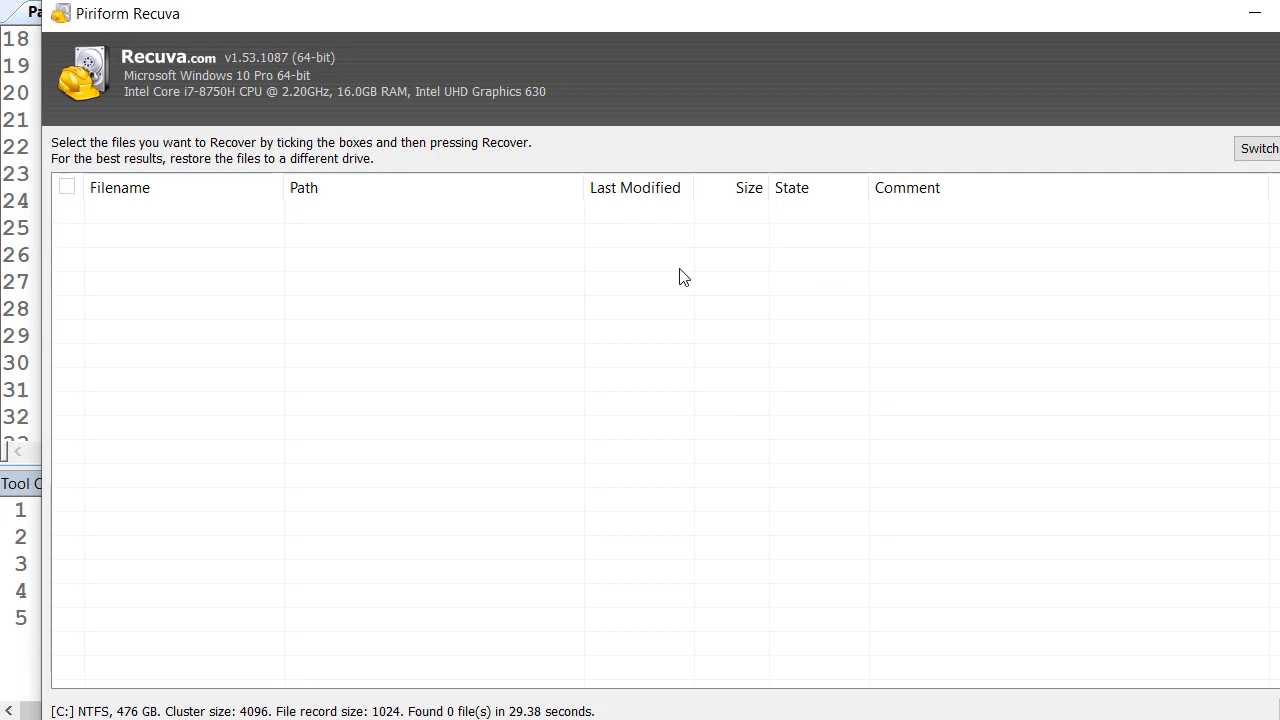 Pa
Piriform Recuva
18
19
20
21
22
23
24
25
26
27
28
29
30
31
32
Recuva.com v1.53.1087 (64-bit)
Microsoft Windows 10 Pro 64-bit
Intel Core i7-8750H CPU @ 2.20GHz, 16.0GB RAM, Intel UHD Graphics 630
Select the files you want to Recover by ticking the boxes and then pressing Recover.
For the best results, restore the files to a different drive.
Switch
Filename Path Last Modified Size State Comment
Tool C
1
2
3
4
5
[C:] NTFS, 476 GB. Cluster size: 4096. File record size: 1024. Found 0 file(s) in 29.38 seconds.